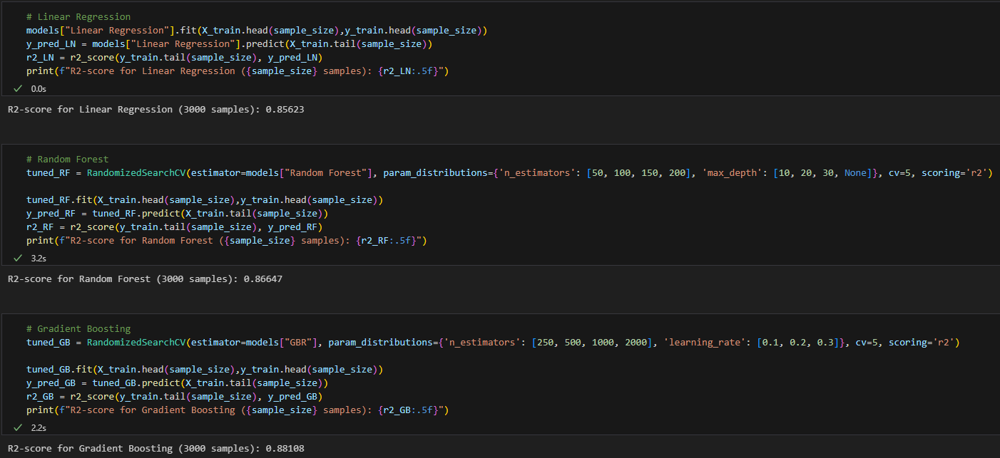 # Linear Regression
models["Linear Regression"].fit(X_train.head(sample_size),y_train.head(sample_size))
y_pred_LN = models["Linear Regression"].predict(X_train.tail(sample_size))
r2_LN = r2_score(y_train.tail(sample_size), y_pred_LN)
print(f"R2-score for Linear Regression ({sample_size} samples): {r2_LN:.5f}")
✓ 0.0s
R2-score for Linear Regression (3000 samples): 0.85623
# Random Forest
tuned_RF = RandomizedSearchCV(estimator=models["Random Forest"], param_distributions={'n_estimators': [50, 100, 150, 200], 'max_depth': [10, 20, 30, None]}, cv=5, scoring='r2')
tuned_RF.fit(X_train.head(sample_size),y_train.head(sample_size))
y_pred_RF = tuned_RF.predict(X_train.tail(sample_size))
r2_RF = r2_score(y_train.tail(sample_size), y_pred_RF)
print(f"R2-score for Random Forest ({sample_size} samples): {r2_RF:.5f}")
✓ 3.2s
R2-score for Random Forest (3000 samples): 0.86647
# Gradient Boosting
tuned_GB = RandomizedSearchCV(estimator=models["GBR"], param_distributions={'n_estimators': [250, 500, 1000, 2000], 'learning_rate': [0.1, 0.2, 0.3]}, cv=5, scoring='r2')
tuned_GB.fit(X_train.head(sample_size),y_train.head(sample_size))
y_pred_GB = tuned_GB.predict(X_train.tail(sample_size))
r2_GB = r2_score(y_train.tail(sample_size), y_pred_GB)
print(f"R2-score for Gradient Boosting ({sample_size} samples): {r2_GB:.5f}")
✓ 2.2s
R2-score for Gradient Boosting (3000 samples): 0.88108